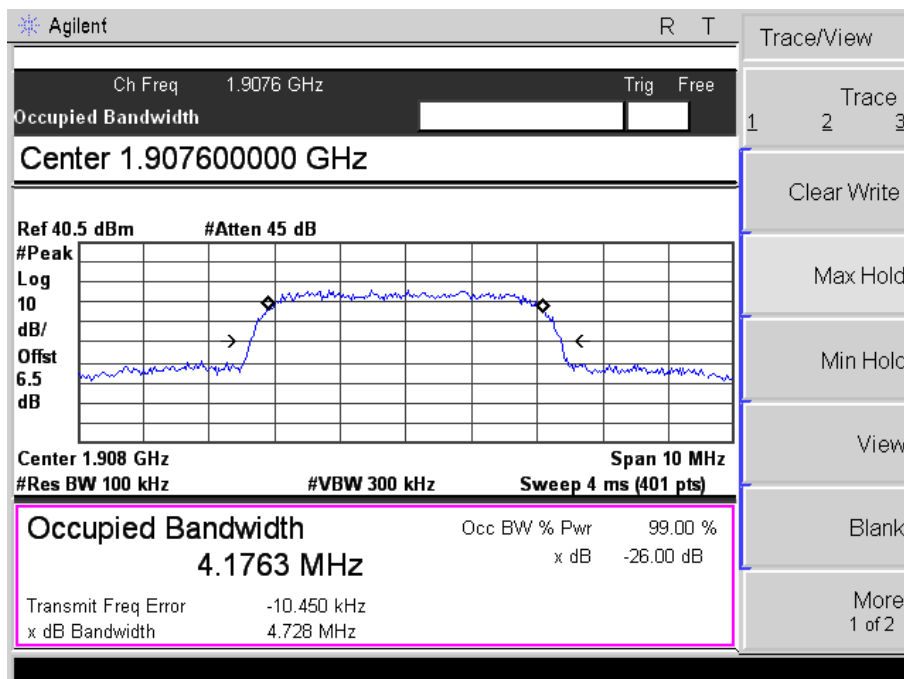 Agilent R T
Ch Freq 1.9076 GHz Trig Free
Occupied Bandwidth
Center 1.907600000 GHz
Ref 40.5 dBm #Atten 45 dB
#Peak
Log
10
dB/
Offst
6.5
dB
Center 1.908 GHz Span 10 MHz
#Res BW 100 kHz #VBW 300 kHz Sweep 4 ms (401 pts)
Occupied Bandwidth
4.1763 MHz
Occ BW % Pwr 99.00 %
x dB -26.00 dB
Transmit Freq Error -10.450 kHz
x dB Bandwidth 4.728 MHz
Trace/View
Trace
1 2 3
Clear Write
Max Hold
Min Hold
View
Blank
More
1 of 2